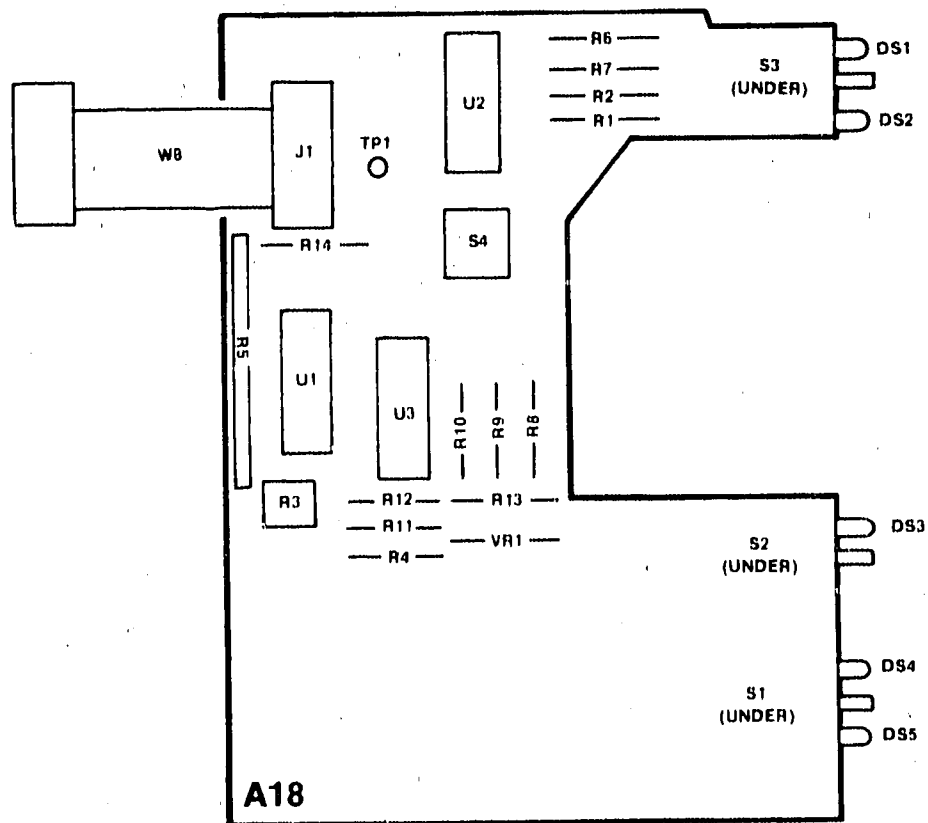 R6
DS1
R7
S3
(UNDER)
U2
R2
R1
DS2
TP1
W8
J1
S4
R14
R5
U1
U3
R10
R9
R8
R3
R12
R13
R11
VR1
R4
DS3
S2
(UNDER)
DS4
S1
(UNDER)
DS5
A18